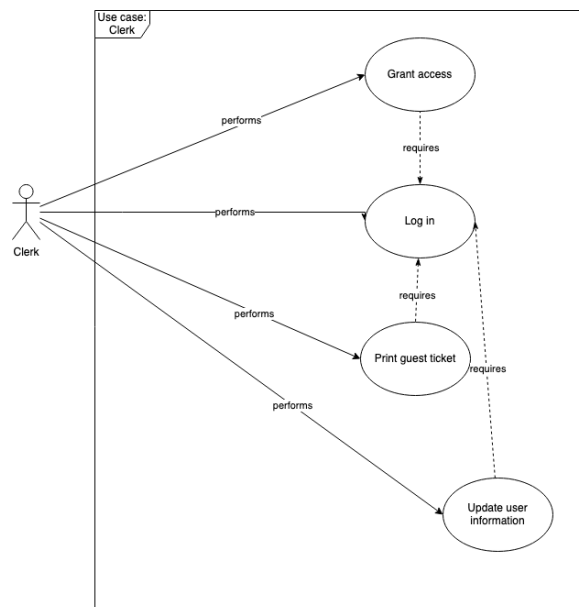 Use case:
Clerk
Grant access
performs
requires
performs
Log in
Clerk
requires
performs
Print guest ticket
requires
performs
Update user
information